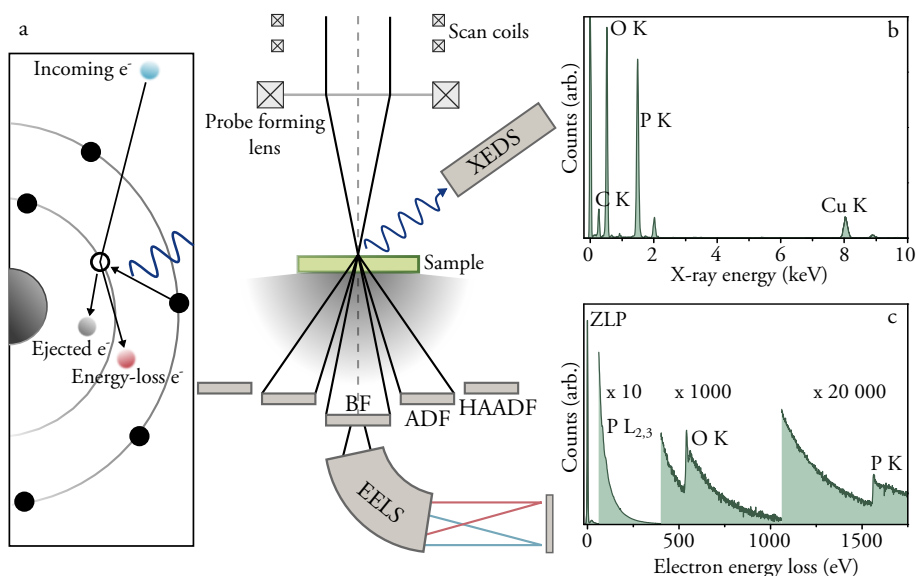 a
Incoming e⁻
Ejected e⁻
Energy-loss e⁻
Scan coils
Probe forming
lens
XEDS
Sample
BF
ADF
HAADF
EELS
b
O K
P K
C K
Cu K
Counts (arb.)
0 2 4 6 8 10
X-ray energy (keV)
c
ZLP
x 10
x 1000
x 20 000
P L₂,₃
O K
P K
Counts (arb.)
0 500 1000 1500
Electron energy loss (eV)